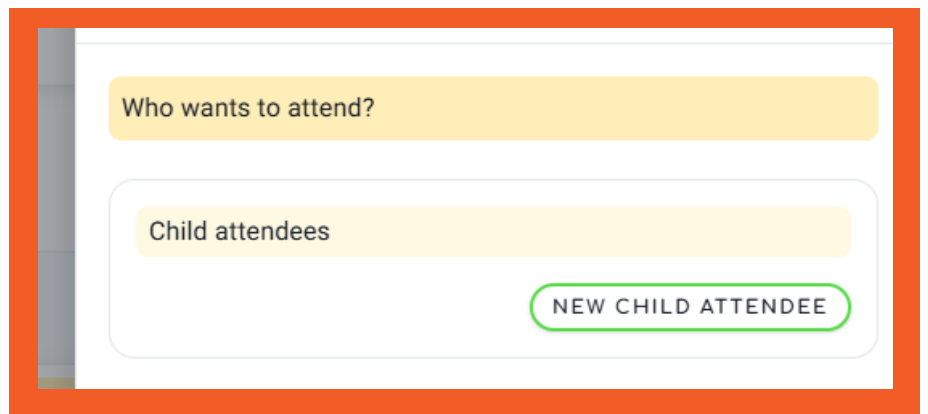 Who wants to attend?
Child attendees
NEW CHILD ATTENDEE